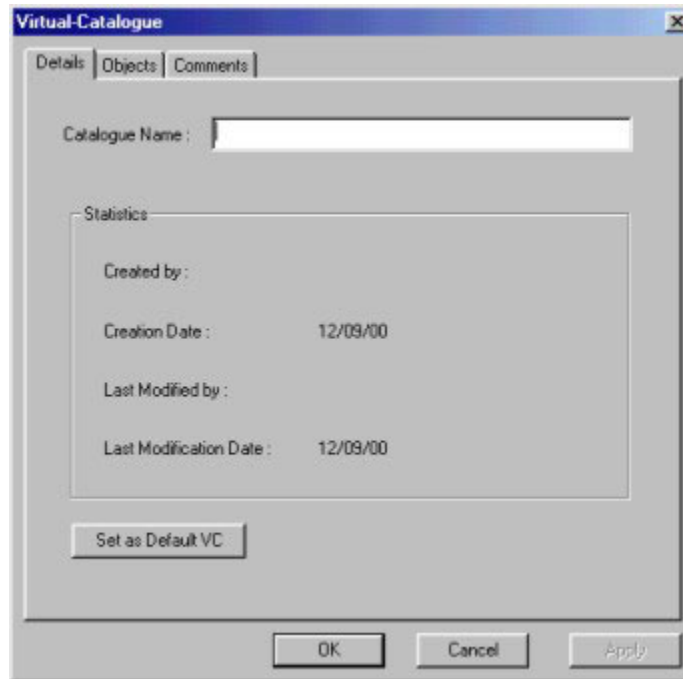 Virtual-Catalogue
Details Objects Comments
Catalogue Name :
Statistics
Created by :
Creation Date : 12/09/00
Last Modified by :
Last Modification Date : 12/09/00
Set as Default VC
OK Cancel Apply